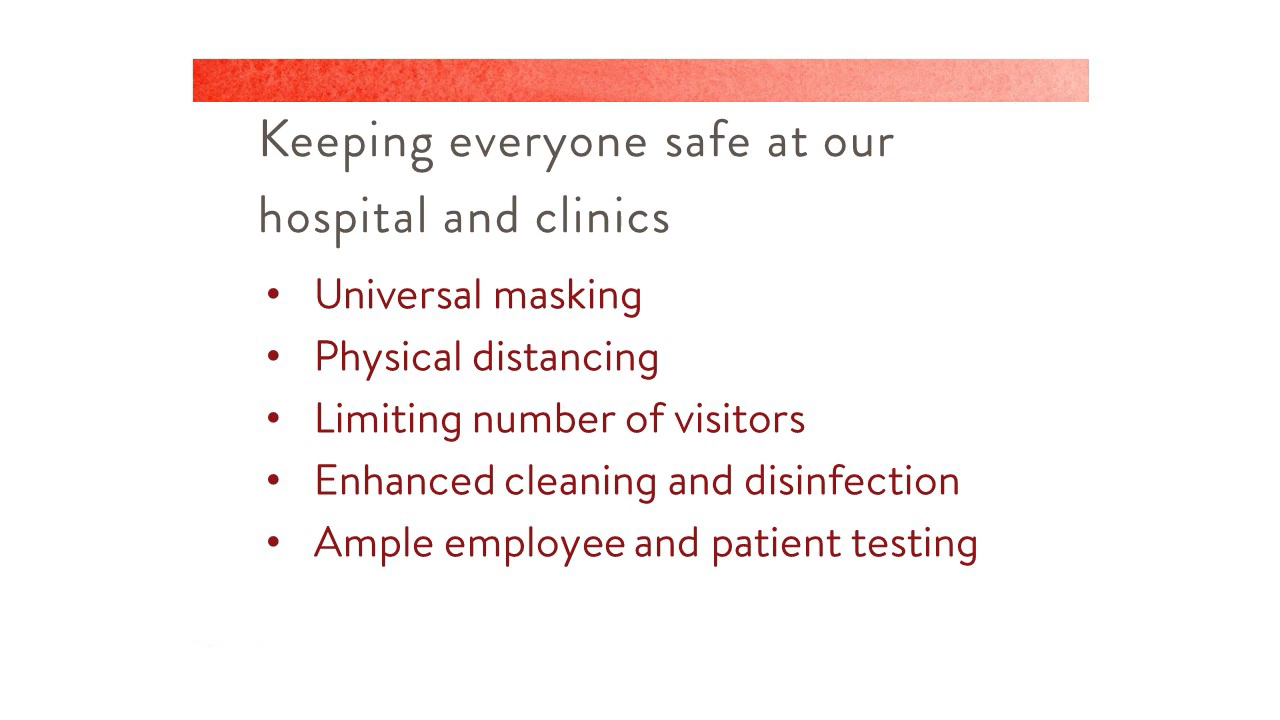 Keeping everyone safe at our
hospital and clinics
• Universal masking
• Physical distancing
• Limiting number of visitors
• Enhanced cleaning and disinfection
• Ample employee and patient testing